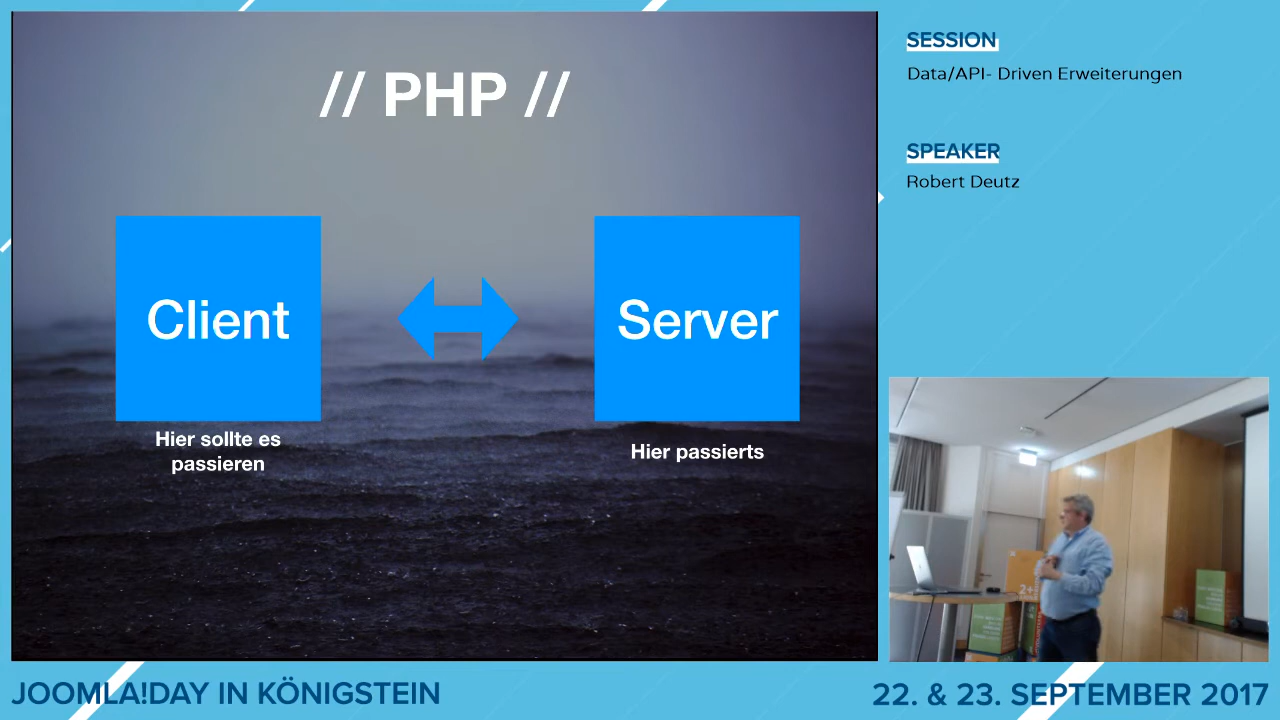 // PHP //
Client
Server
Hier sollte es
passieren
Hier passierts
SESSION
Data/API- Driven Erweiterungen
SPEAKER
Robert Deutz
2+
JOOMLA!DAY IN KÖNIGSTEIN
22. & 23. SEPTEMBER 2017